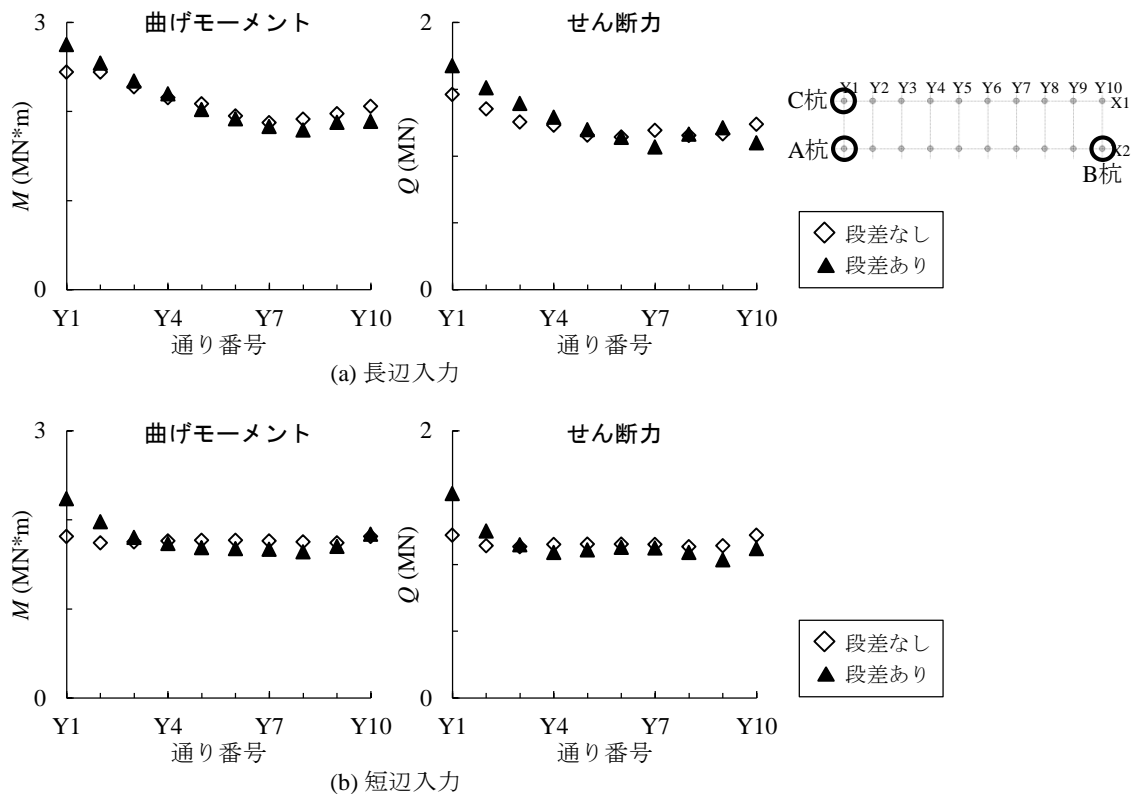 曲げモーメント
3
M (MN*m)
0
Y1 Y4 Y7 Y10
通り番号
せん断力
2
Q (MN)
0
Y1 Y4 Y7 Y10
通り番号
(a) 長辺入力
Y1 Y2 Y3 Y4 Y5 Y6 Y7 Y8 Y9 Y10
C杭
X1
A杭
X2
B杭
段差なし
段差あり
曲げモーメント
3
M (MN*m)
0
Y1 Y4 Y7 Y10
通り番号
せん断力
2
Q (MN)
0
Y1 Y4 Y7 Y10
通り番号
(b) 短辺入力
段差なし
段差あり